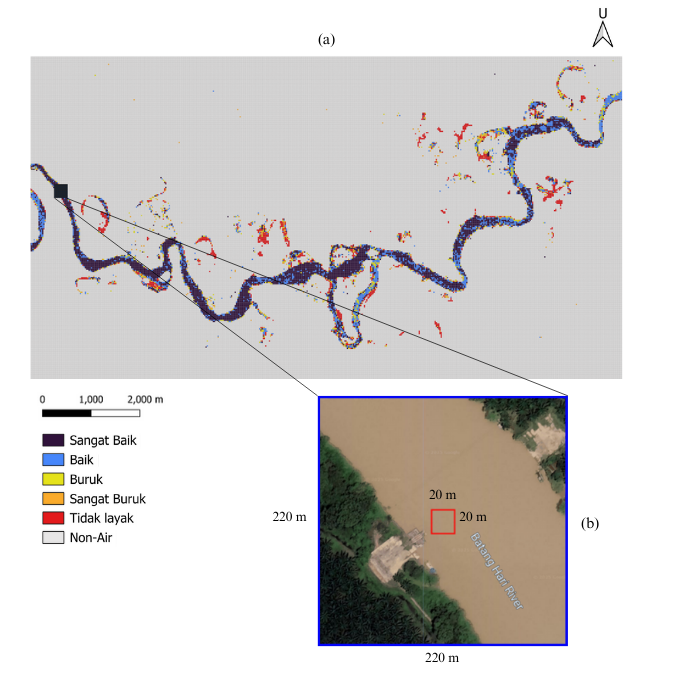 U
(a)
0 1,000 2,000 m
Sangat Baik
Baik
Buruk
Sangat Buruk
Tidak layak
Non-Air
20 m
20 m
220 m
(b)
Batang Hari River
220 m